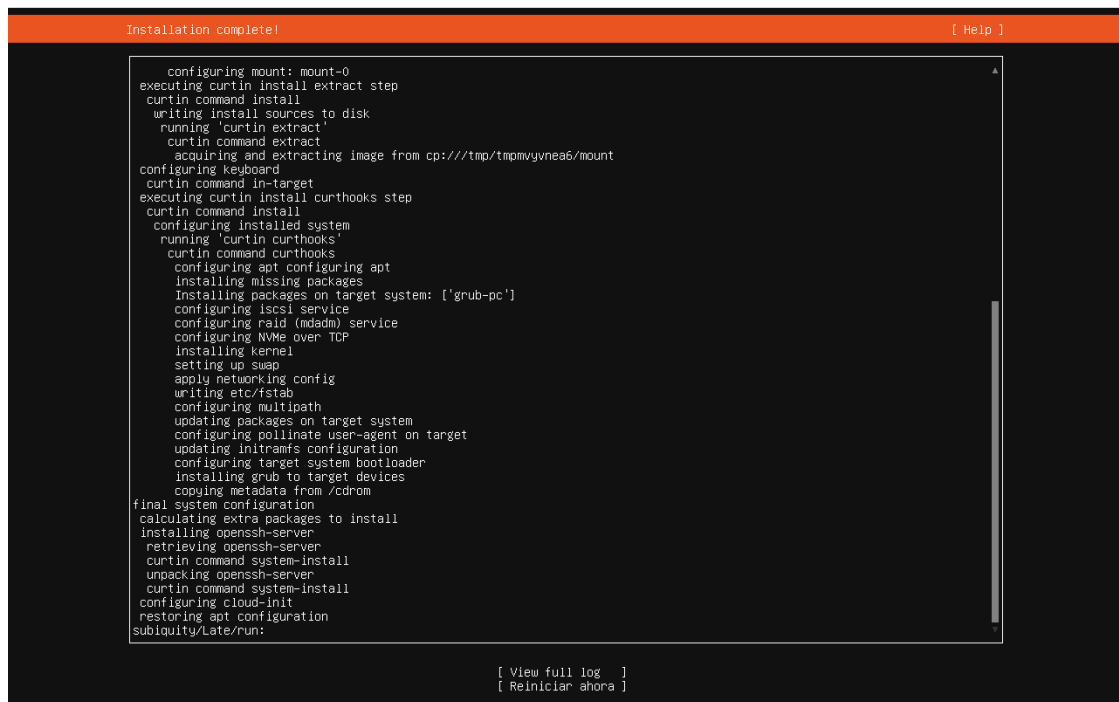 Installation complete!
[ Help ]
configuring mount: mount-0
executing curtin install extract step
curtin command install
writing install sources to disk
running 'curtin extract'
curtin command extract
acquiring and extracting image from cp:///tmp/tmpmvyvnea6/mount
configuring keyboard
curtin command in-target
executing curtin install curthooks step
curtin command install
configuring installed system
running 'curtin curthooks'
curtin command curthooks
configuring apt configuring apt
installing missing packages
Installing packages on target system: ['grub-pc']
configuring iscsi service
configuring raid (mdadm) service
configuring NVMe over TCP
installing kernel
setting up swap
apply networking config
writing etc/fstab
configuring multipath
updating packages on target system
configuring pollinate user-agent on target
updating initramfs configuration
configuring target system bootloader
installing grub to target devices
copying metadata from /cdrom
final system configuration
calculating extra packages to install
installing openssh-server
retrieving openssh-server
curtin command system-install
unpacking openssh-server
curtin command system-install
configuring cloud-init
restoring apt configuration
subiquity/Late/run:
[ View full log ]
[ Reiniciar ahora ]